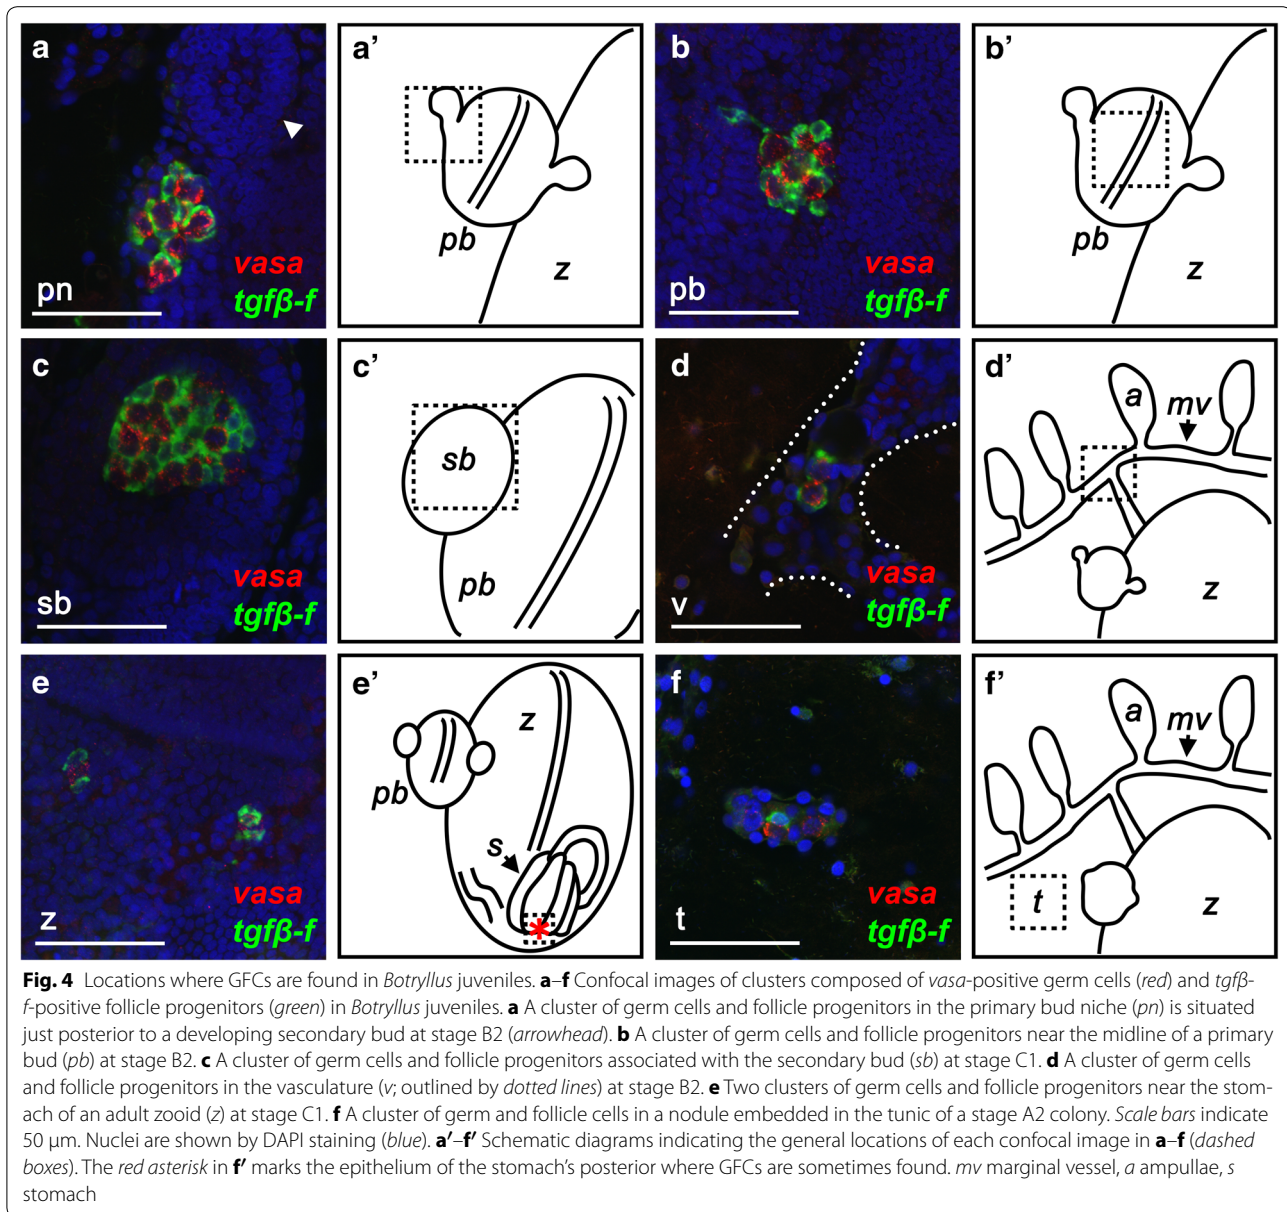 a
pn
vasa
tgfβ-f
a’
pb
z
b
pb
vasa
tgfβ-f
b’
pb
z
c
sb
vasa
tgfβ-f
c’
sb
pb
d
v
vasa
tgfβ-f
d’
a
mv
z
e
z
vasa
tgfβ-f
e’
z
pb
s
*
f
t
vasa
tgfβ-f
f’
a
mv
t
z
Fig. 4 Locations where GFCs are found in Botryllus juveniles. a–f Confocal images of clusters composed of vasa-positive germ cells (red) and tgfβ-
f-positive follicle progenitors (green) in Botryllus juveniles. a A cluster of germ cells and follicle progenitors in the primary bud niche (pn) is situated
just posterior to a developing secondary bud at stage B2 (arrowhead). b A cluster of germ cells and follicle progenitors near the midline of a primary
bud (pb) at stage B2. c A cluster of germ cells and follicle progenitors associated with the secondary bud (sb) at stage C1. d A cluster of germ cells
and follicle progenitors in the vasculature (v; outlined by dotted lines) at stage B2. e Two clusters of germ cells and follicle progenitors near the stom-
ach of an adult zooid (z) at stage C1. f A cluster of germ and follicle cells in a nodule embedded in the tunic of a stage A2 colony. Scale bars indicate
50 μm. Nuclei are shown by DAPI staining (blue). a′–f′ Schematic diagrams indicating the general locations of each confocal image in a–f (dashed
boxes). The red asterisk in f′ marks the epithelium of the stomach’s posterior where GFCs are sometimes found. mv marginal vessel, a ampullae, s
stomach